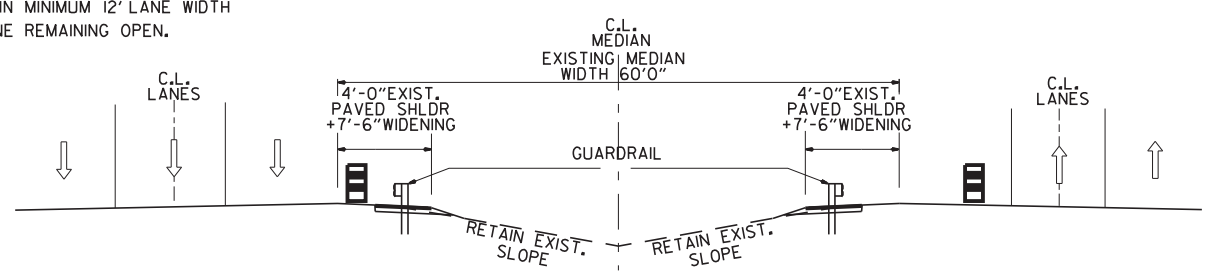 IN MINIMUM 12' LANE WIDTH
NE REMAINING OPEN.
C.L.
MEDIAN
EXISTING MEDIAN
WIDTH 60'0"
C.L.
LANES
4'-0"EXIST.
PAVED SHLDR
+7'-6"WIDENING
4'-0"EXIST.
PAVED SHLDR
+7'-6"WIDENING
C.L.
LANES
GUARDRAIL
RETAIN EXIST.
SLOPE
RETAIN EXIST.
SLOPE